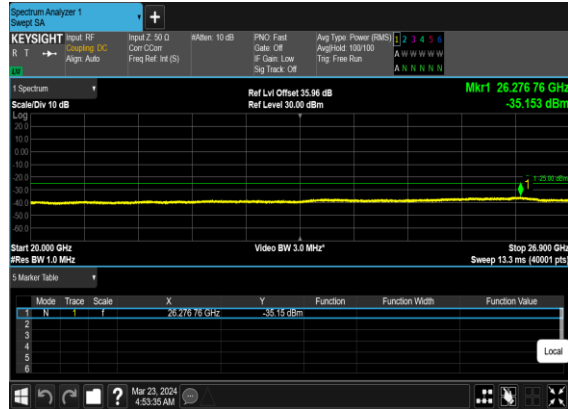 Spectrum Analyzer 1
Swept SA
+
KEYSIGHT Input: RF Input Z: 50 Ω #Atten: 10 dB PNO: Fast Avg Type: Power (RMS) 1 2 3 4 5 6
R T Coupling: DC Corr CCorr Gate: Off Avg|Hold: 100/100 A W W W W W
Align: Auto Freq Ref: Int (S) IF Gain: Low Trig: Free Run
Sig Track: Off A N N N N N
1 Spectrum Ref Lvl Offset 35.96 dB Mkr1 26.276 76 GHz
Scale/Div 10 dB Ref Level 30.00 dBm -35.153 dBm
Log
20.0
10.0
0.00
-10.0
-20.0
1 -25.00 dBm
-30.0
-40.0
-50.0
-60.0
Start 20.000 GHz Video BW 3.0 MHz* Stop 26.900 GHz
#Res BW 1.0 MHz Sweep 13.3 ms (40001 pts)
5 Marker Table
Mode Trace Scale X Y Function Function Width Function Value
1 N 1 f 26.276 76 GHz -35.15 dBm
2
3
4
5
6
Local
? Mar 23, 2024
4:53:35 AM